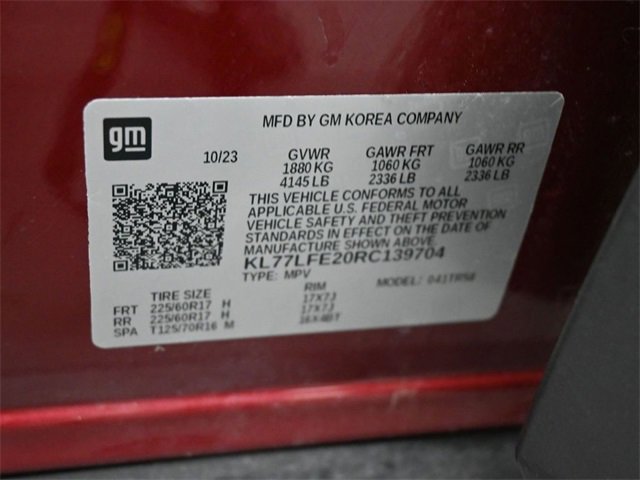 gm
MFD BY GM KOREA COMPANY
10/23 GVWR GAWR FRT GAWR RR
1880 KG 1060 KG 1060 KG
4145 LB 2336 LB 2336 LB
THIS VEHICLE CONFORMS TO ALL
APPLICABLE U.S. FEDERAL MOTOR
VEHICLE SAFETY AND THEFT PREVENTION
STANDARDS IN EFFECT ON THE DATE OF
MANUFACTURE SHOWN ABOVE.
KL77LFE20RC139704
TYPE: MPV MODEL:
TIRE SIZE RIM
FRT 225/60R17 H 17X7J
RR 225/60R17 H 17X7J
SPA T125/70R16 M